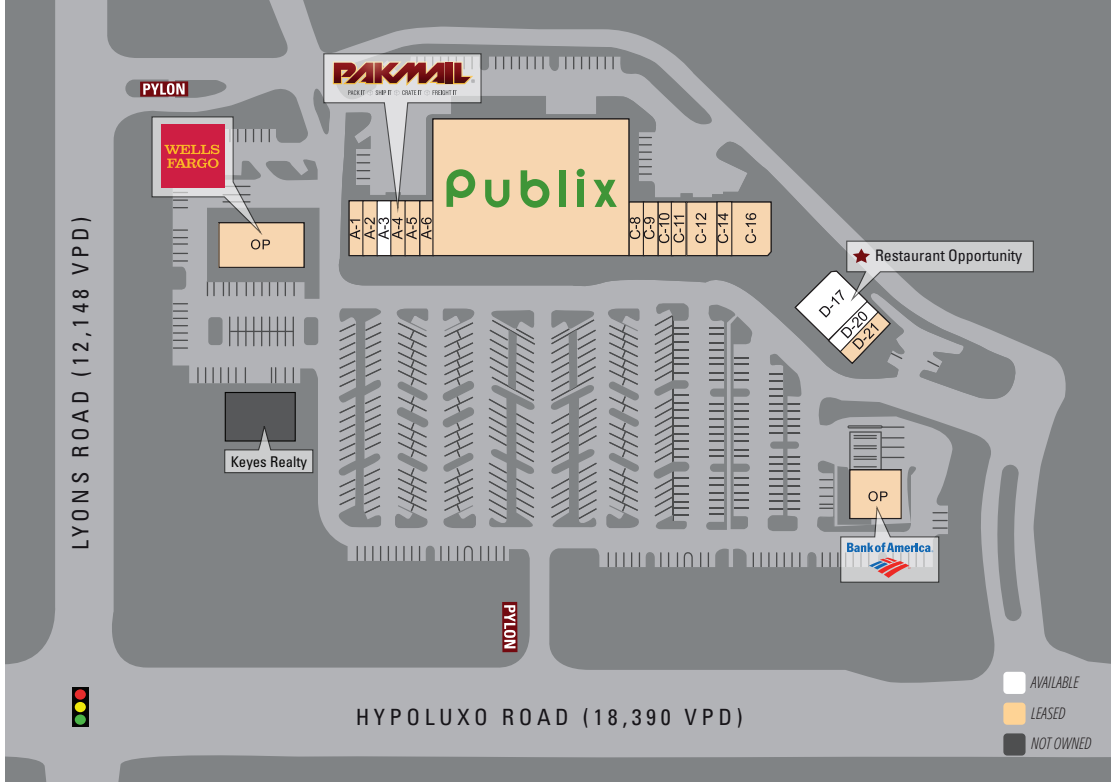 PAKMAIL
PACK IT SHIP IT CRATE IT FREIGHT IT
PYLON
WELLS
FARGO
OP
Publix
A-1
A-2
A-3
A-4
A-5
A-6
C-8
C-9
C-10
C-11
C-12
C-14
C-16
Restaurant Opportunity
D-17
D-20
D-21
LYONS ROAD (12,148 VPD)
Keyes Realty
OP
Bank of America
PYLON
HYPOLUXO ROAD (18,390 VPD)
AVAILABLE
LEASED
NOT OWNED